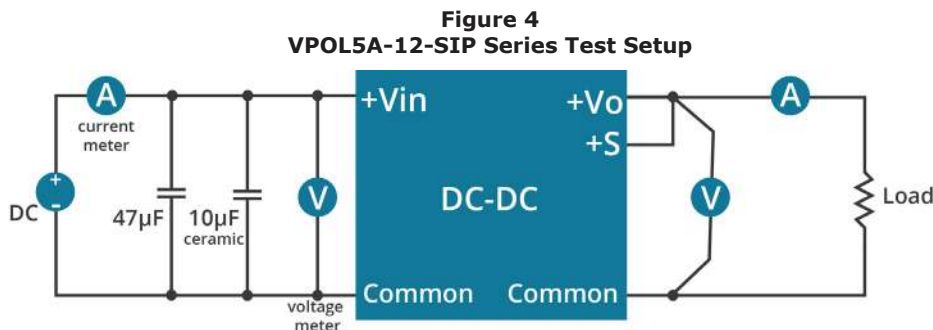 Figure 4
VPOL5A-12-SIP Series Test Setup
A
current
meter
+Vin
+Vo
+S
A
DC
+
-
47µF
10µF
ceramic
V
DC-DC
V
Load
voltage
meter
Common
Common